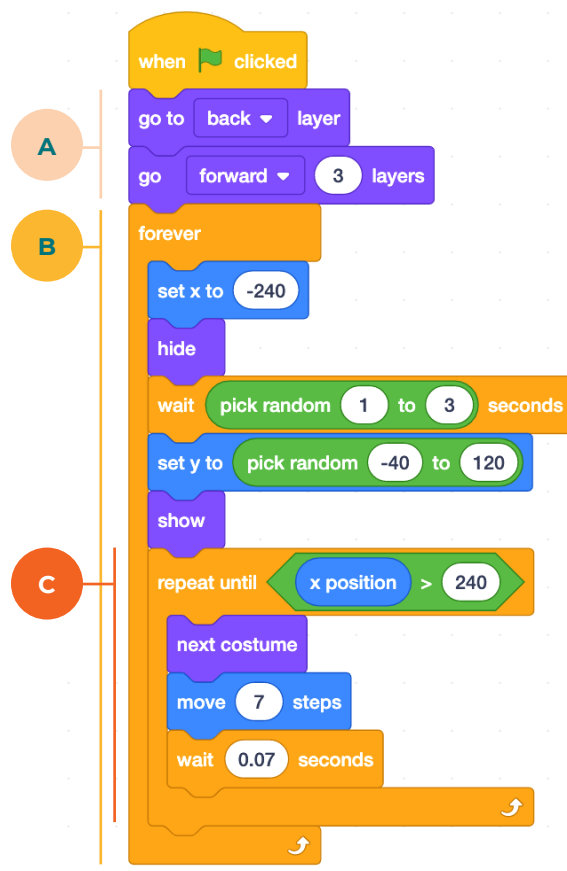 when clicked
A
go to back layer
go forward 3 layers
B
forever
set x to -240
hide
wait pick random 1 to 3 seconds
set y to pick random -40 to 120
show
C
repeat until x position > 240
next costume
move 7 steps
wait 0.07 seconds